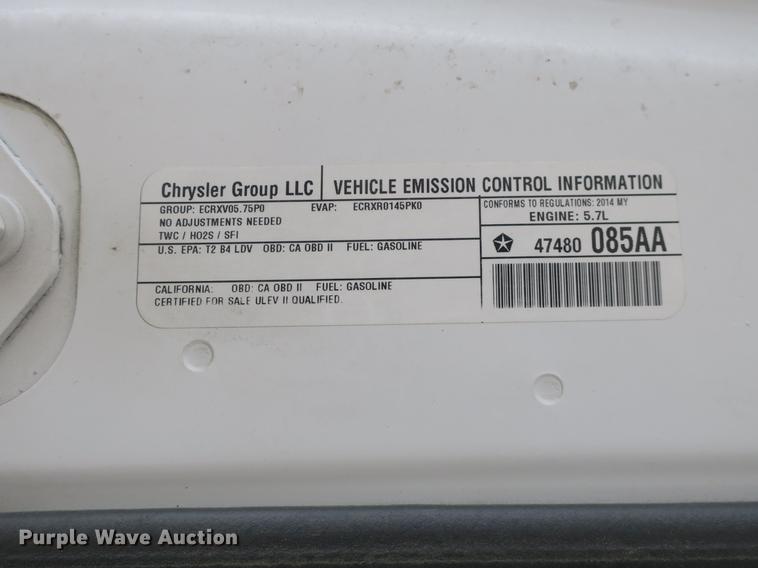 Chrysler Group LLC VEHICLE EMISSION CONTROL INFORMATION
GROUP: ECRXV05.75P0 EVAP: ECRXR0145PK0
NO ADJUSTMENTS NEEDED
TWC / HO2S / SFI
CONFORMS TO REGULATIONS: 2014 MY
ENGINE: 5.7L
U.S. EPA: T2 B4 LDV OBD: CA OBD II FUEL: GASOLINE
47480 085AA
CALIFORNIA: OBD: CA OBD II FUEL: GASOLINE
CERTIFIED FOR SALE ULEV II QUALIFIED.
Purple Wave Auction